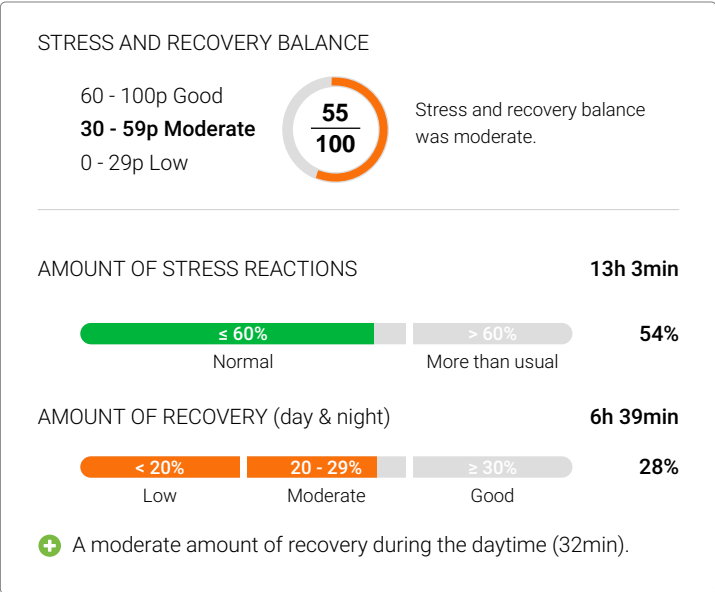 STRESS AND RECOVERY BALANCE
60 - 100p Good
30 - 59p Moderate
0 - 29p Low
55
100
Stress and recovery balance
was moderate.
AMOUNT OF STRESS REACTIONS
13h 3min
≤ 60%
> 60%
54%
Normal
More than usual
AMOUNT OF RECOVERY (day & night)
6h 39min
< 20%
20 - 29%
≥ 30%
28%
Low
Moderate
Good
A moderate amount of recovery during the daytime (32min).